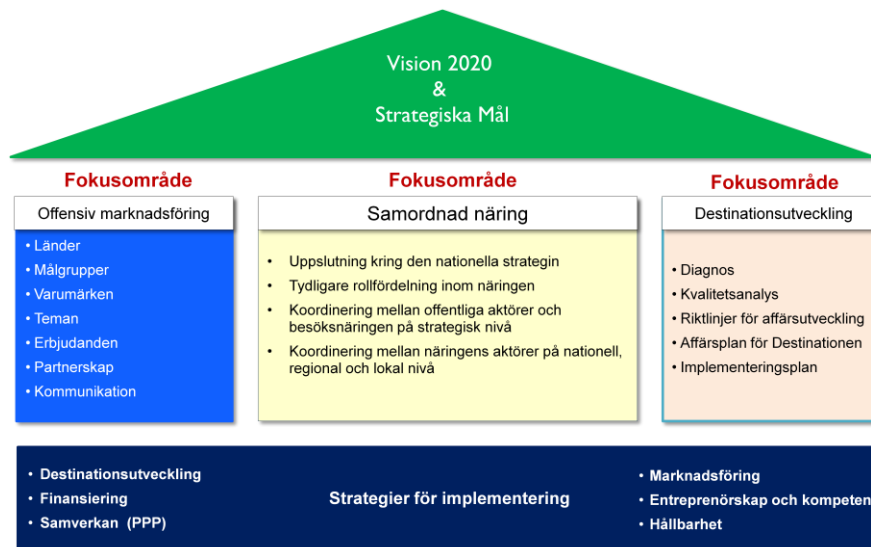 Vision 2020
&
Strategiska Mål
Fokusområde
Offensiv marknadsföring
• Länder
• Målgrupper
• Varumärken
• Teman
• Erbjudanden
• Partnerskap
• Kommunikation
Fokusområde
Samordnad näring
• Uppslutning kring den nationella strategin
• Tydligare rollfördelning inom näringen
• Koordinering mellan offentliga aktörer och
besöksnäringen på strategisk nivå
• Koordinering mellan näringens aktörer på nationell,
regional och lokal nivå
Fokusområde
Destinationsutveckling
• Diagnos
• Kvalitetsanalys
• Riktlinjer för affärsutveckling
• Affärsplan för Destinationen
• Implementeringsplan
• Destinationsutveckling
• Finansiering
• Samverkan (PPP)
Strategier för implementering
• Marknadsföring
• Entreprenörskap och kompeten
• Hållbarhet